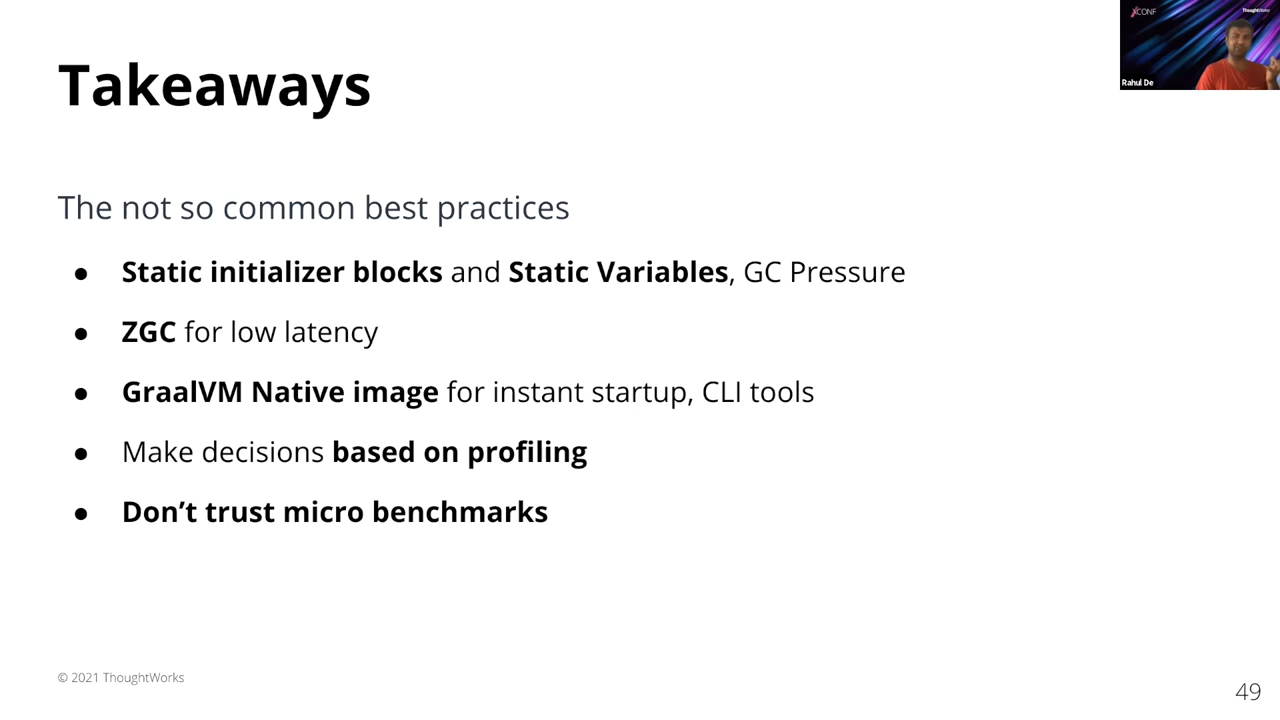 XCONF
ThoughtWorks
Rahul De
Takeaways
The not so common best practices
● Static initializer blocks and Static Variables, GC Pressure
● ZGC for low latency
● GraalVM Native image for instant startup, CLI tools
● Make decisions based on profiling
● Don’t trust micro benchmarks
© 2021 ThoughtWorks
49